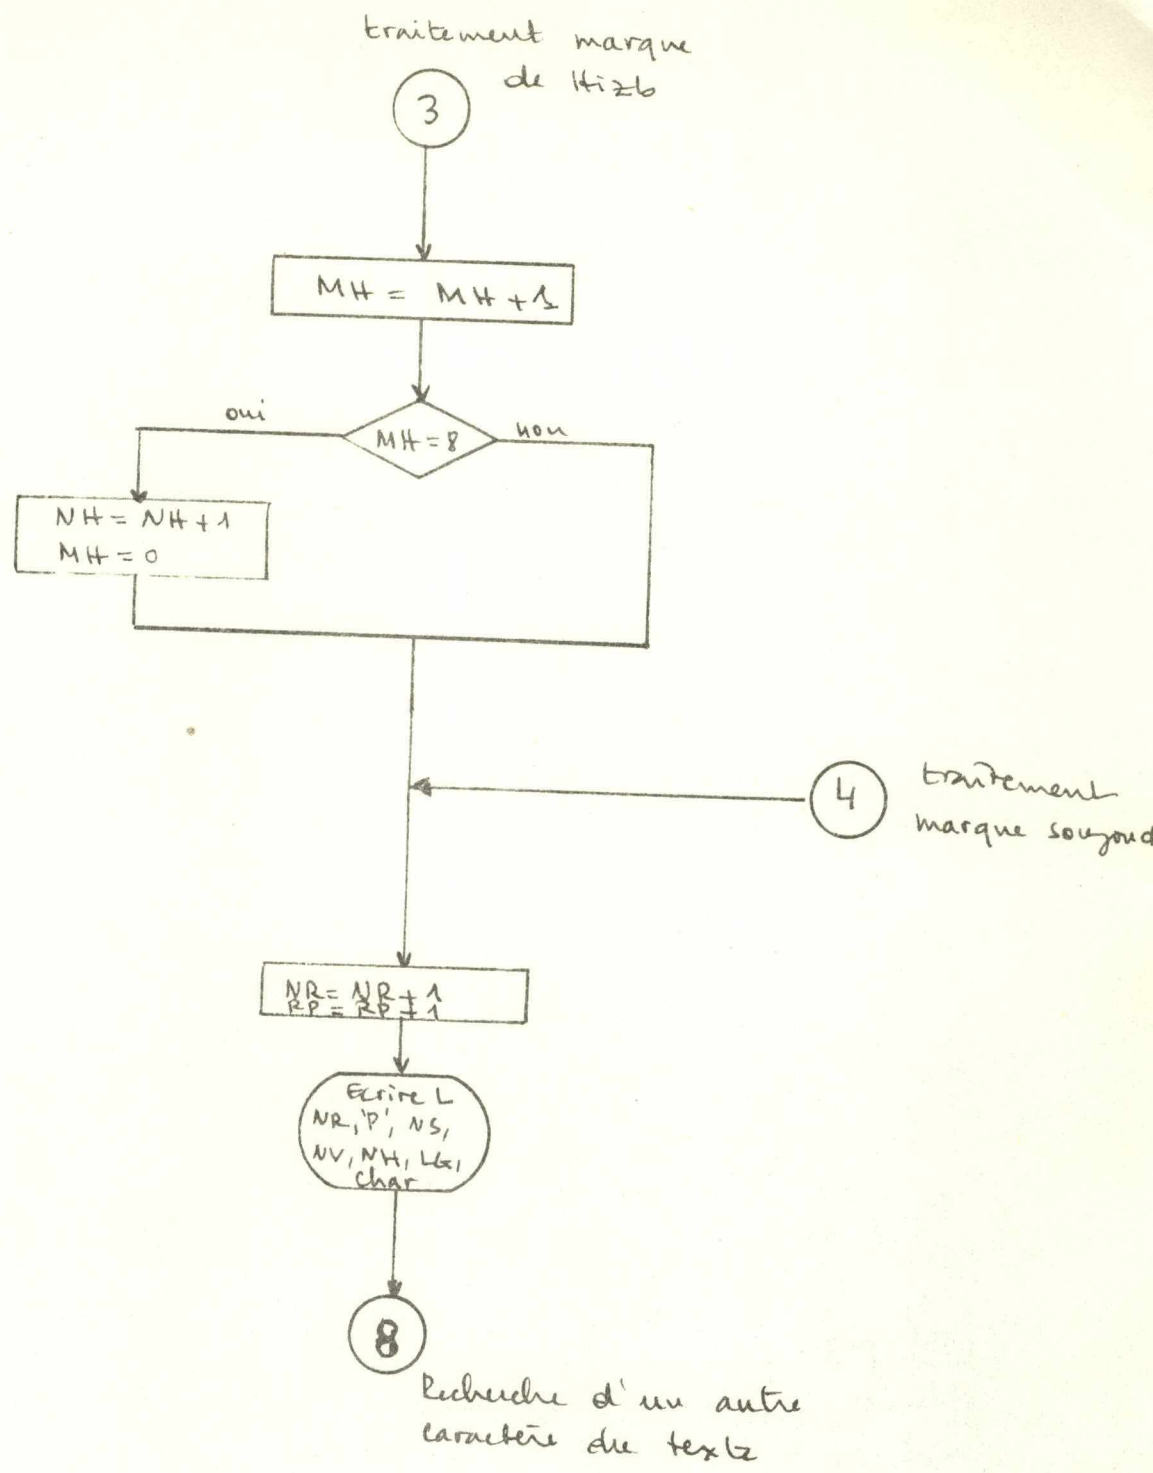 traitement marque
de Hizb
3
MH = MH + 1
oui
MH = 8
non
NH = NH + 1
MH = 0
4
traitement
marque soujoud
NR = NR + 1
RP = RP + 1
Ecrire L
NR, 'P', NS,
NV, NH, LG,
char
8
Recherche d'un autre
caractère du texte